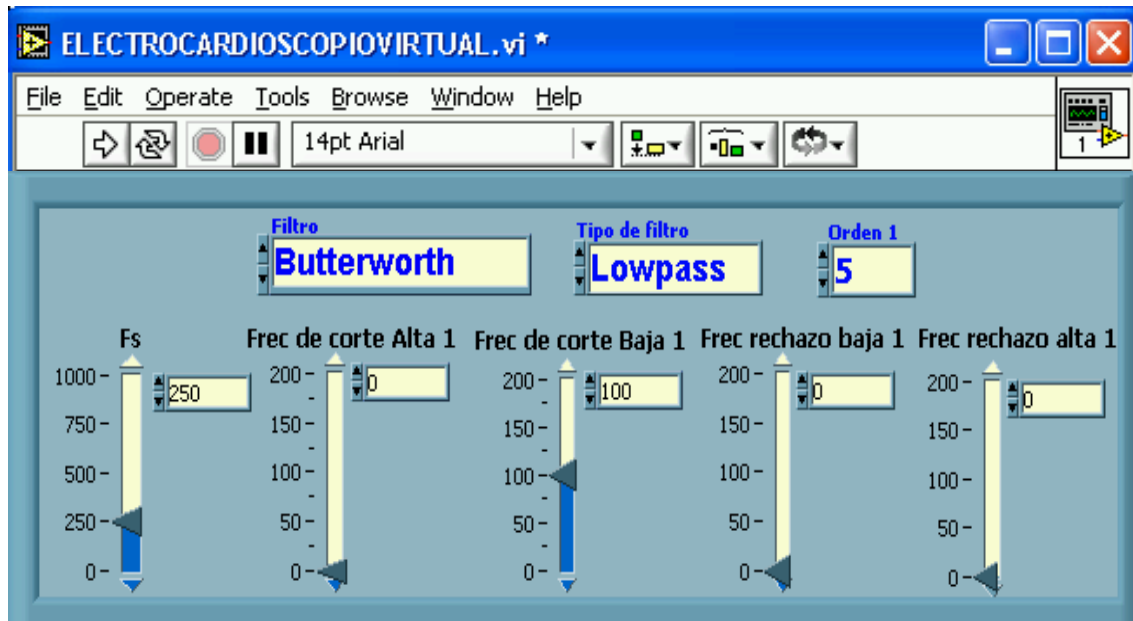 ELECTROCARDIOSCOPIOVIRTUAL.vi *
File Edit Operate Tools Browse Window Help
14pt Arial
1
Filtro
Butterworth
Tipo de filtro
Lowpass
Orden 1
5
Fs
1000
750
500
250
0
250
Frec de corte Alta 1
200
150
100
50
0
0
Frec de corte Baja 1
200
150
100
50
0
100
Frec rechazo baja 1
200
150
100
50
0
0
Frec rechazo alta 1
200
150
100
50
0
0